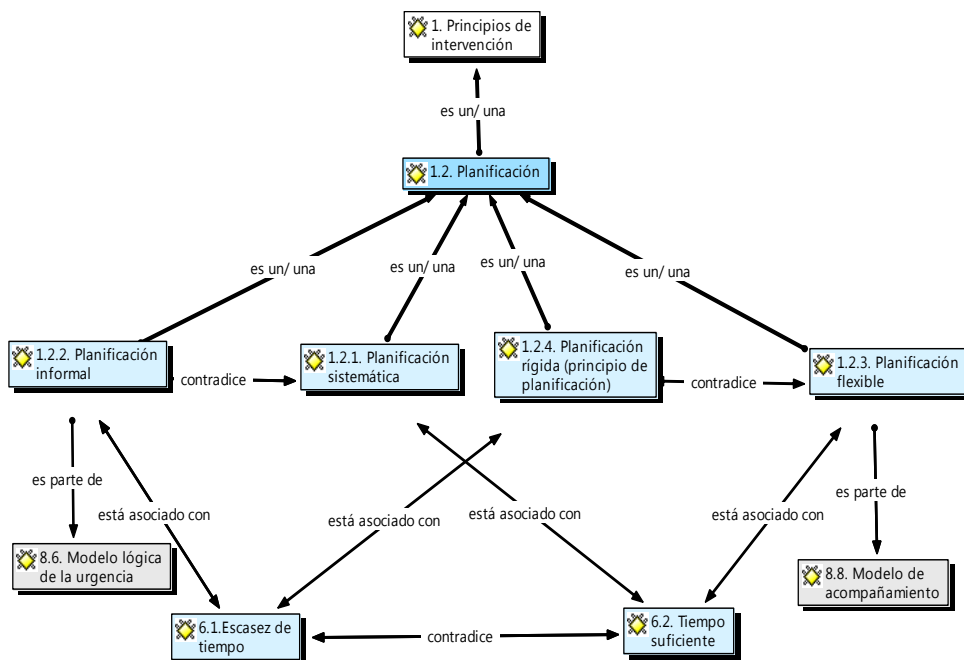 1. Principios de
intervención
es un/ una
1.2. Planificación
es un/ una
es un/ una
es un/ una
es un/ una
1.2.2. Planificación
informal
contradice
1.2.1. Planificación
sistemática
1.2.4. Planificación
rígida (principio de
planificación)
contradice
1.2.3. Planificación
flexible
es parte de
está asociado con
está asociado con
está asociado con
está asociado con
es parte de
8.6. Modelo lógica
de la urgencia
8.8. Modelo de
acompañamiento
6.1.Escasez de
tiempo
contradice
6.2. Tiempo
suficiente